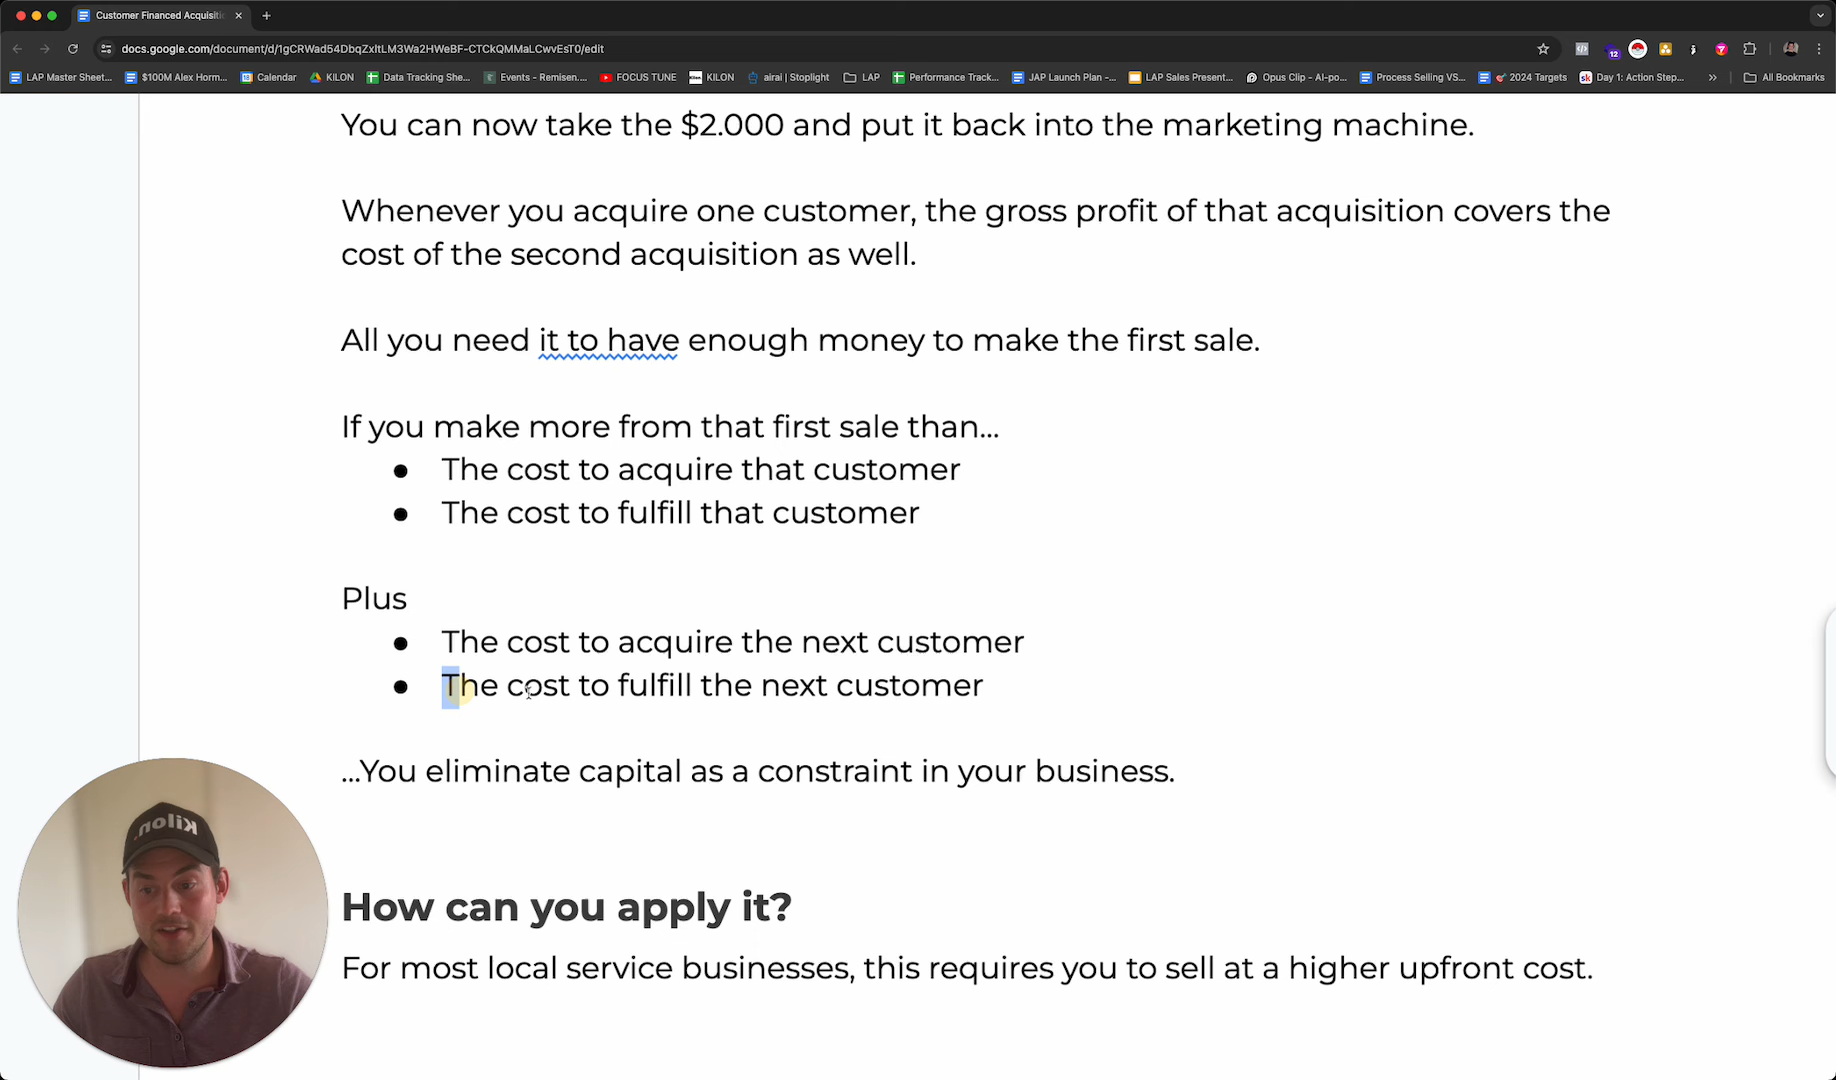 Customer Financed Acquisiti
docs.google.com/document/d/1gCRWad54DbqZxItLM3Wa2HWeBF-CTCkQMMaLCwvEsT0/edit
12
LAP Master Sheet... $100M Alex Horm... Calendar KILON Data Tracking She... Events - Remisen.... FOCUS TUNE KILON airai | Stoplight LAP Performance Track... JAP Launch Plan -... LAP Sales Present... Opus Clip - AI-po... Process Selling VS... 2024 Targets Day 1: Action Step... » All Bookmarks
You can now take the $2.000 and put it back into the marketing machine.
Whenever you acquire one customer, the gross profit of that acquisition covers the
cost of the second acquisition as well.
All you need it to have enough money to make the first sale.
If you make more from that first sale than...
● The cost to acquire that customer
● The cost to fulfill that customer
Plus
● The cost to acquire the next customer
● The cost to fulfill the next customer
...You eliminate capital as a constraint in your business.
Kilon.
How can you apply it?
For most local service businesses, this requires you to sell at a higher upfront cost.